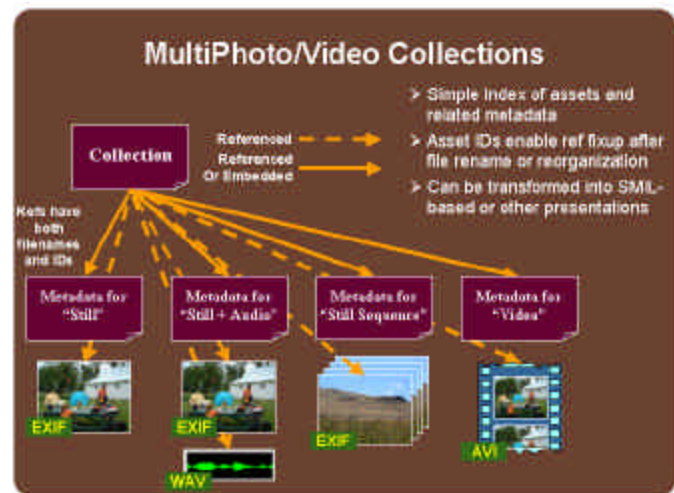 MultiPhoto/Video Collections
➢ Simple index of assets and
related metadata
➢ Asset IDs enable ref fixup after
file rename or reorganization
➢ Can be transformed into SMIL-
based or other presentations
Collection
Referenced
Referenced
Or Embedded
Refs have
both
filenames
and IDs
Metadata for
"Still"
Metadata for
"Still + Audio"
Metadata for
"Still Sequence"
Metadata for
"Video"
EXIF
EXIF
EXIF
AVI
WAV